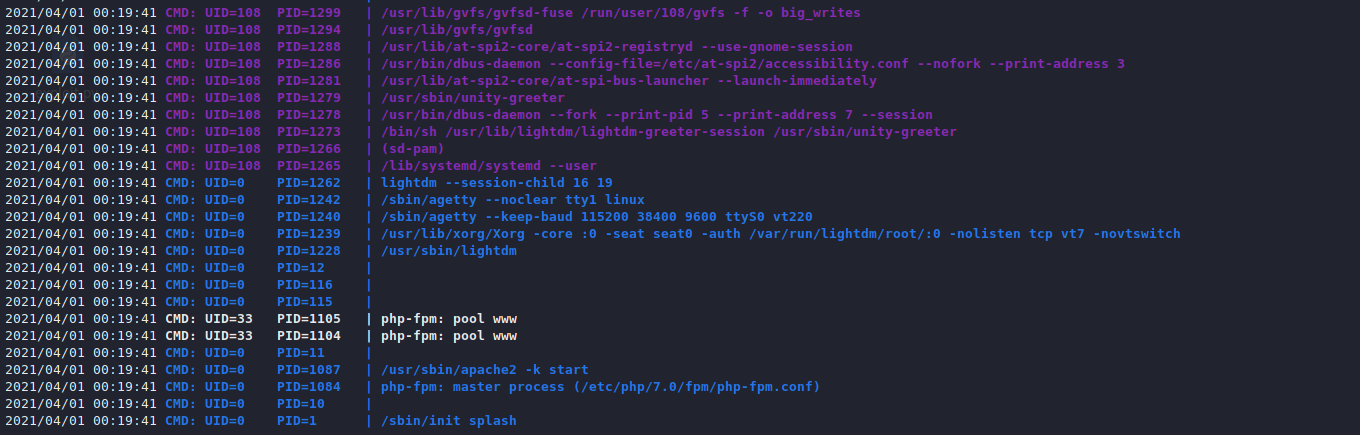 2021/04/01 00:19:41 CMD: UID=108  PID=1299   | /usr/lib/gvfs/gvfsd-fuse /run/user/108/gvfs -f -o big_writes
2021/04/01 00:19:41 CMD: UID=108  PID=1294   | /usr/lib/gvfs/gvfsd
2021/04/01 00:19:41 CMD: UID=108  PID=1288   | /usr/lib/at-spi2-core/at-spi2-registryd --use-gnome-session
2021/04/01 00:19:41 CMD: UID=108  PID=1286   | /usr/bin/dbus-daemon --config-file=/etc/at-spi2/accessibility.conf --nofork --print-address 3
2021/04/01 00:19:41 CMD: UID=108  PID=1281   | /usr/lib/at-spi2-core/at-spi-bus-launcher --launch-immediately
2021/04/01 00:19:41 CMD: UID=108  PID=1279   | /usr/sbin/unity-greeter
2021/04/01 00:19:41 CMD: UID=108  PID=1278   | /usr/bin/dbus-daemon --fork --print-pid 5 --print-address 7 --session
2021/04/01 00:19:41 CMD: UID=108  PID=1273   | /bin/sh /usr/lib/lightdm/lightdm-greeter-session /usr/sbin/unity-greeter
2021/04/01 00:19:41 CMD: UID=108  PID=1266   | (sd-pam)
2021/04/01 00:19:41 CMD: UID=108  PID=1265   | /lib/systemd/systemd --user
2021/04/01 00:19:41 CMD: UID=0    PID=1262   | lightdm --session-child 16 19
2021/04/01 00:19:41 CMD: UID=0    PID=1242   | /sbin/agetty --noclear tty1 linux
2021/04/01 00:19:41 CMD: UID=0    PID=1240   | /sbin/agetty --keep-baud 115200 38400 9600 ttyS0 vt220
2021/04/01 00:19:41 CMD: UID=0    PID=1239   | /usr/lib/xorg/Xorg -core :0 -seat seat0 -auth /var/run/lightdm/root/:0 -nolisten tcp vt7 -novtswitch
2021/04/01 00:19:41 CMD: UID=0    PID=1228   | /usr/sbin/lightdm
2021/04/01 00:19:41 CMD: UID=0    PID=12     |
2021/04/01 00:19:41 CMD: UID=0    PID=116    |
2021/04/01 00:19:41 CMD: UID=0    PID=115    |
2021/04/01 00:19:41 CMD: UID=33   PID=1105   | php-fpm: pool www
2021/04/01 00:19:41 CMD: UID=33   PID=1104   | php-fpm: pool www
2021/04/01 00:19:41 CMD: UID=0    PID=11     |
2021/04/01 00:19:41 CMD: UID=0    PID=1087   | /usr/sbin/apache2 -k start
2021/04/01 00:19:41 CMD: UID=0    PID=1084   | php-fpm: master process (/etc/php/7.0/fpm/php-fpm.conf)
2021/04/01 00:19:41 CMD: UID=0    PID=10     |
2021/04/01 00:19:41 CMD: UID=0    PID=1      | /sbin/init splash